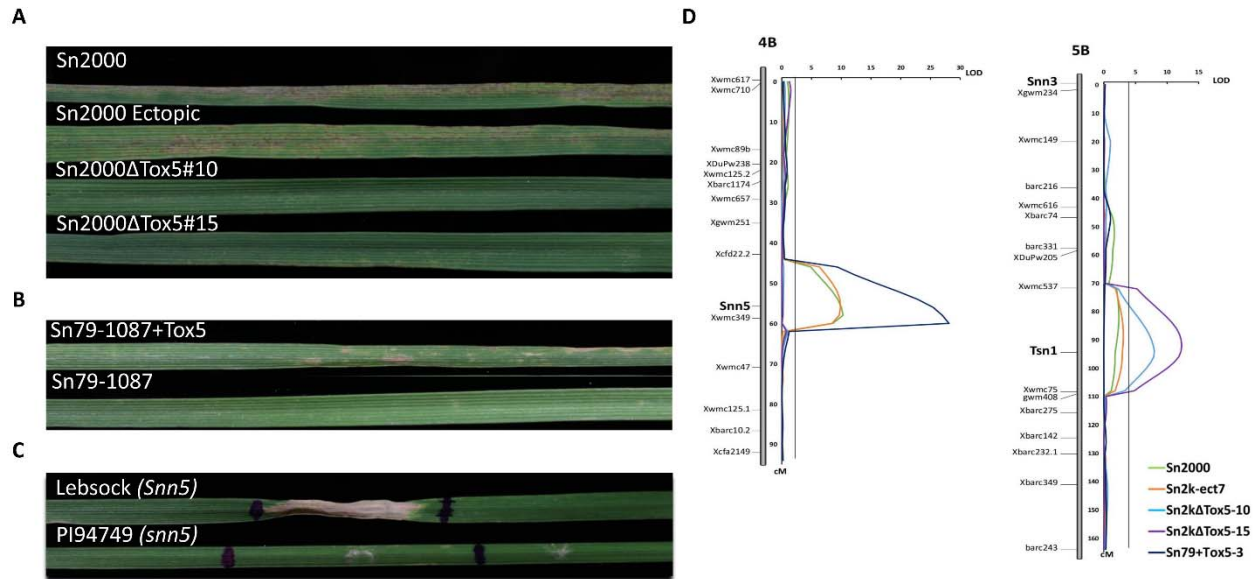 A
Sn2000
Sn2000 Ectopic
Sn2000ΔTox5#10
Sn2000ΔTox5#15
B
Sn79-1087+Tox5
Sn79-1087
C
Lebsock (Snn5)
PI94749 (snn5)
D
4B
0 5 10 15 20 25 30 LOD
Xwmc617
0
Xwmc710
10
Xwmc89b
XDuPw238
20
Xwmc125.2
Xbarc1174
Xwmc657
30
Xgwm251
40
Xcfd22.2
50
Snn5
Xwmc349
60
Xwmc47
70
Xwmc125.1
80
Xbarc10.2
Xcfa2149
90
cM
5B
0 5 10 15 LOD
Snn3
0
Xgwm234
10
Xwmc149
20
30
barc216
40
Xwmc616
Xbarc74
50
barc331
XDuPw205
60
70
Xwmc537
80
90
Tsn1
100
Xwmc75
gwm408
110
Xbarc275
120
Xbarc142
Xbarc232.1
130
Xbarc349
140
150
160
barc243
cM
Sn2000
Sn2k-ect7
Sn2kΔTox5-10
Sn2kΔTox5-15
Sn79+Tox5-3